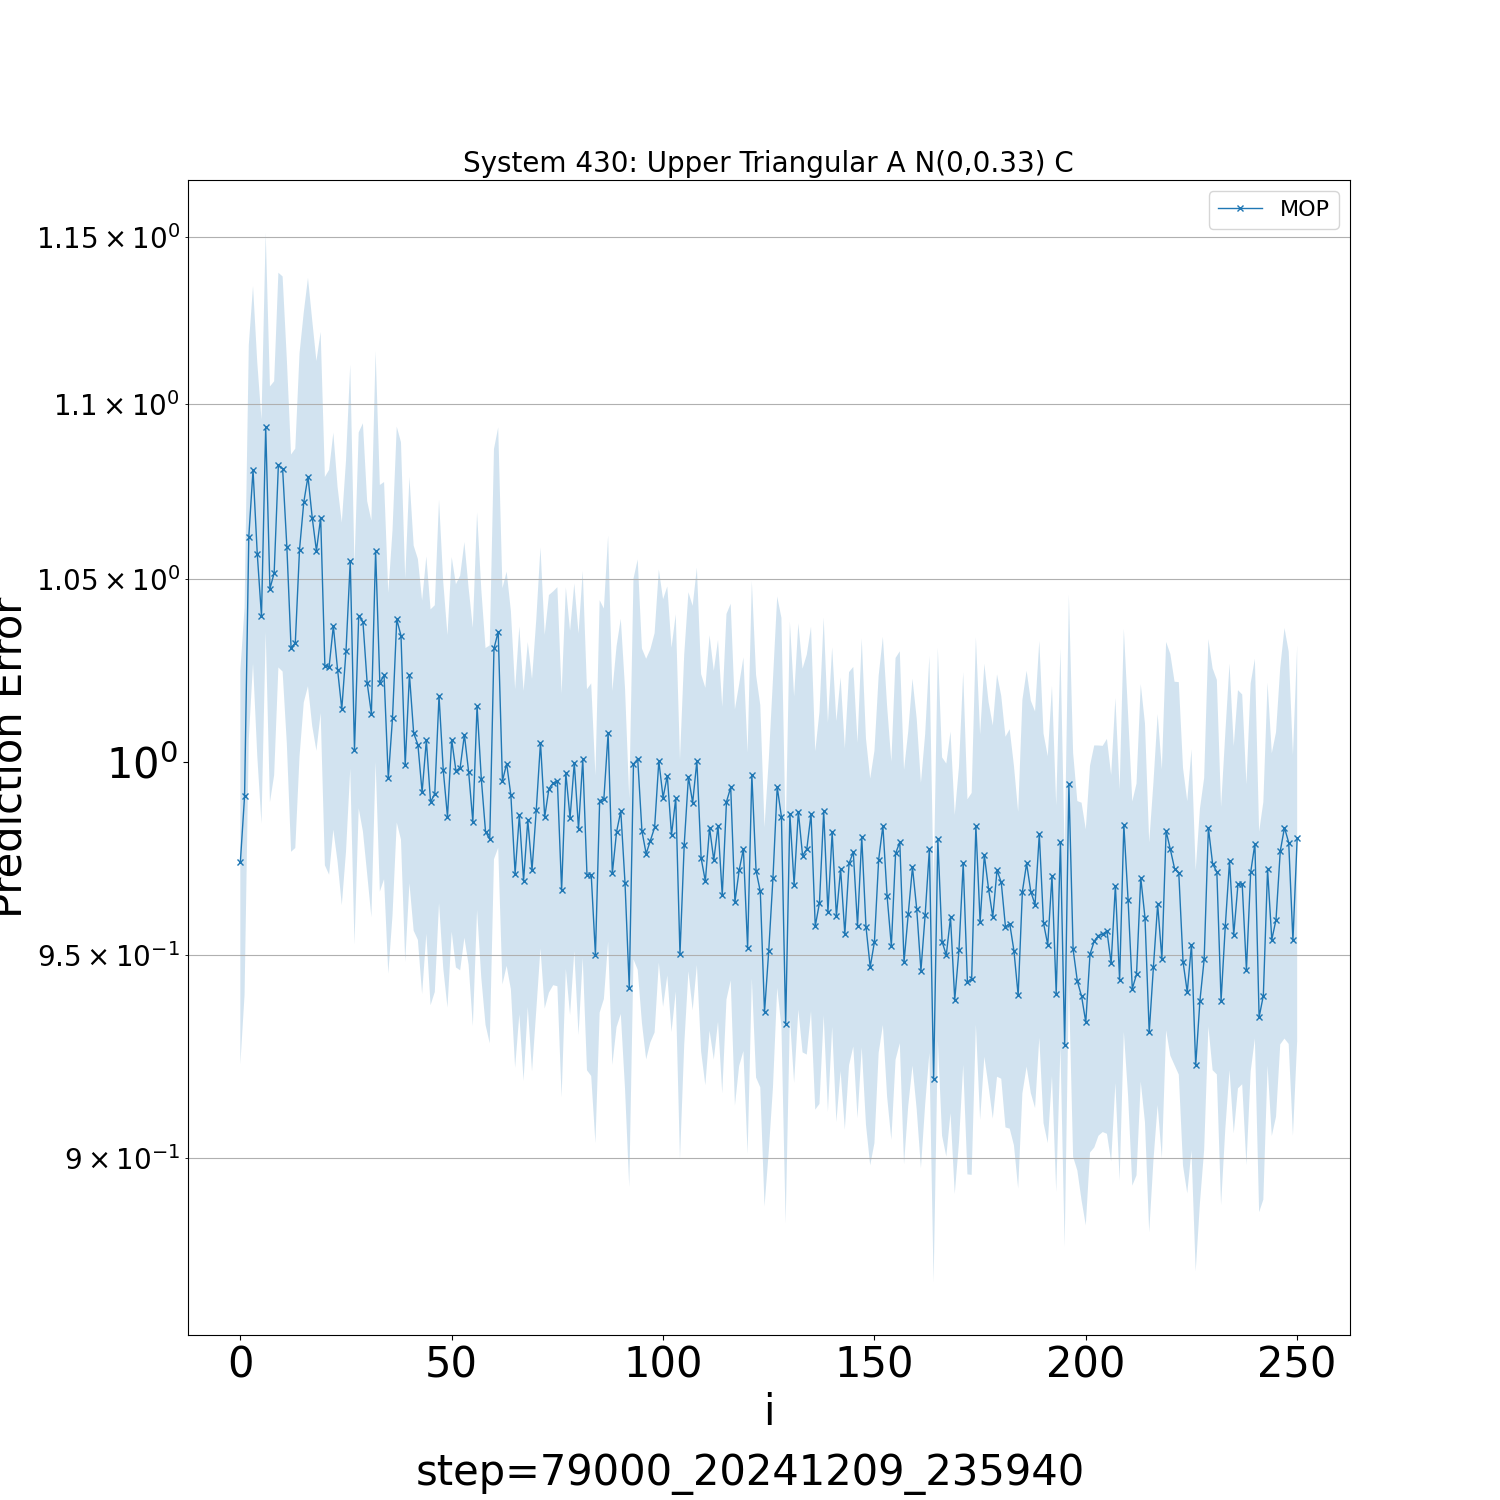 System 430: Upper Triangular A N(0,0.33) C
MOP
1.15 × 10⁰
1.1 × 10⁰
1.05 × 10⁰
10⁰
9.5 × 10⁻¹
9 × 10⁻¹
Prediction Error
0 50 100 150 200 250
i
step=79000_20241209_235940